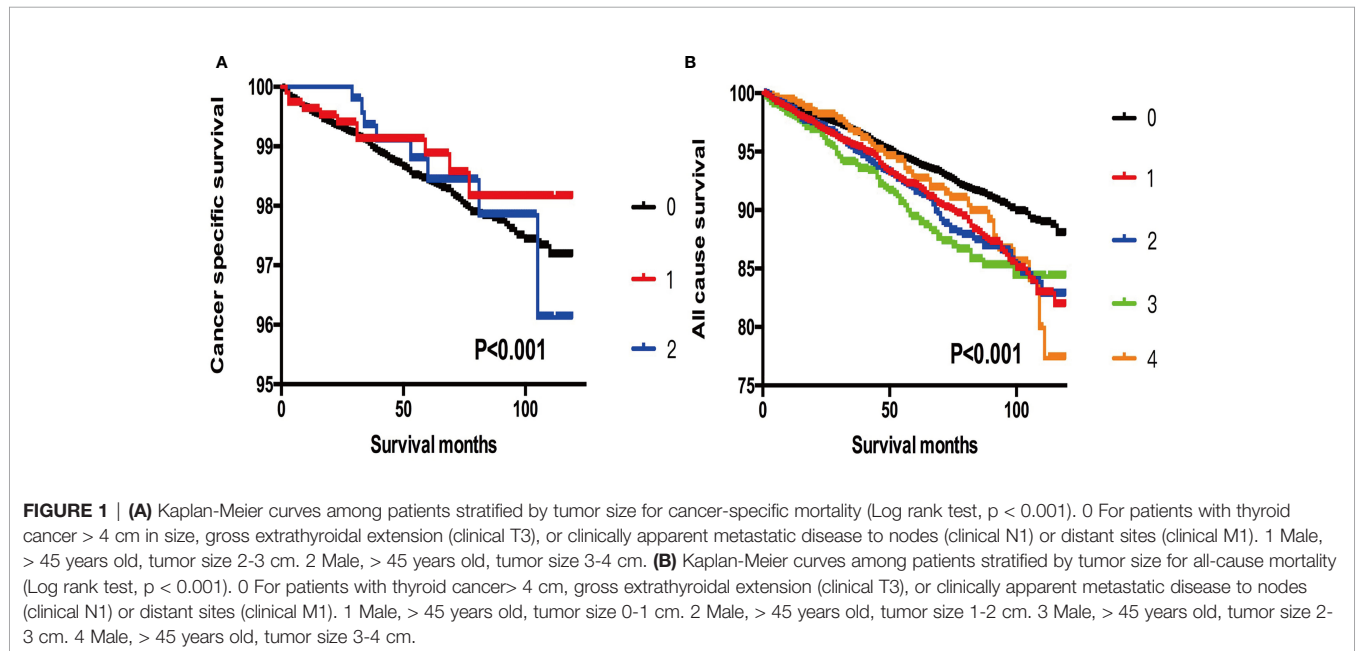 A
Cancer specific survival
100
99
98
97
96
95
0
50
100
Survival months
P<0.001
0
1
2
B
All cause survival
100
95
90
85
80
75
0
50
100
Survival months
P<0.001
0
1
2
3
4
FIGURE 1 | (A) Kaplan-Meier curves among patients stratified by tumor size for cancer-specific mortality (Log rank test, p < 0.001). 0 For patients with thyroid
cancer > 4 cm in size, gross extrathyroidal extension (clinical T3), or clinically apparent metastatic disease to nodes (clinical N1) or distant sites (clinical M1). 1 Male,
> 45 years old, tumor size 2-3 cm. 2 Male, > 45 years old, tumor size 3-4 cm. (B) Kaplan-Meier curves among patients stratified by tumor size for all-cause mortality
(Log rank test, p < 0.001). 0 For patients with thyroid cancer> 4 cm, gross extrathyroidal extension (clinical T3), or clinically apparent metastatic disease to nodes
(clinical N1) or distant sites (clinical M1). 1 Male, > 45 years old, tumor size 0-1 cm. 2 Male, > 45 years old, tumor size 1-2 cm. 3 Male, > 45 years old, tumor size 2-
3 cm. 4 Male, > 45 years old, tumor size 3-4 cm.